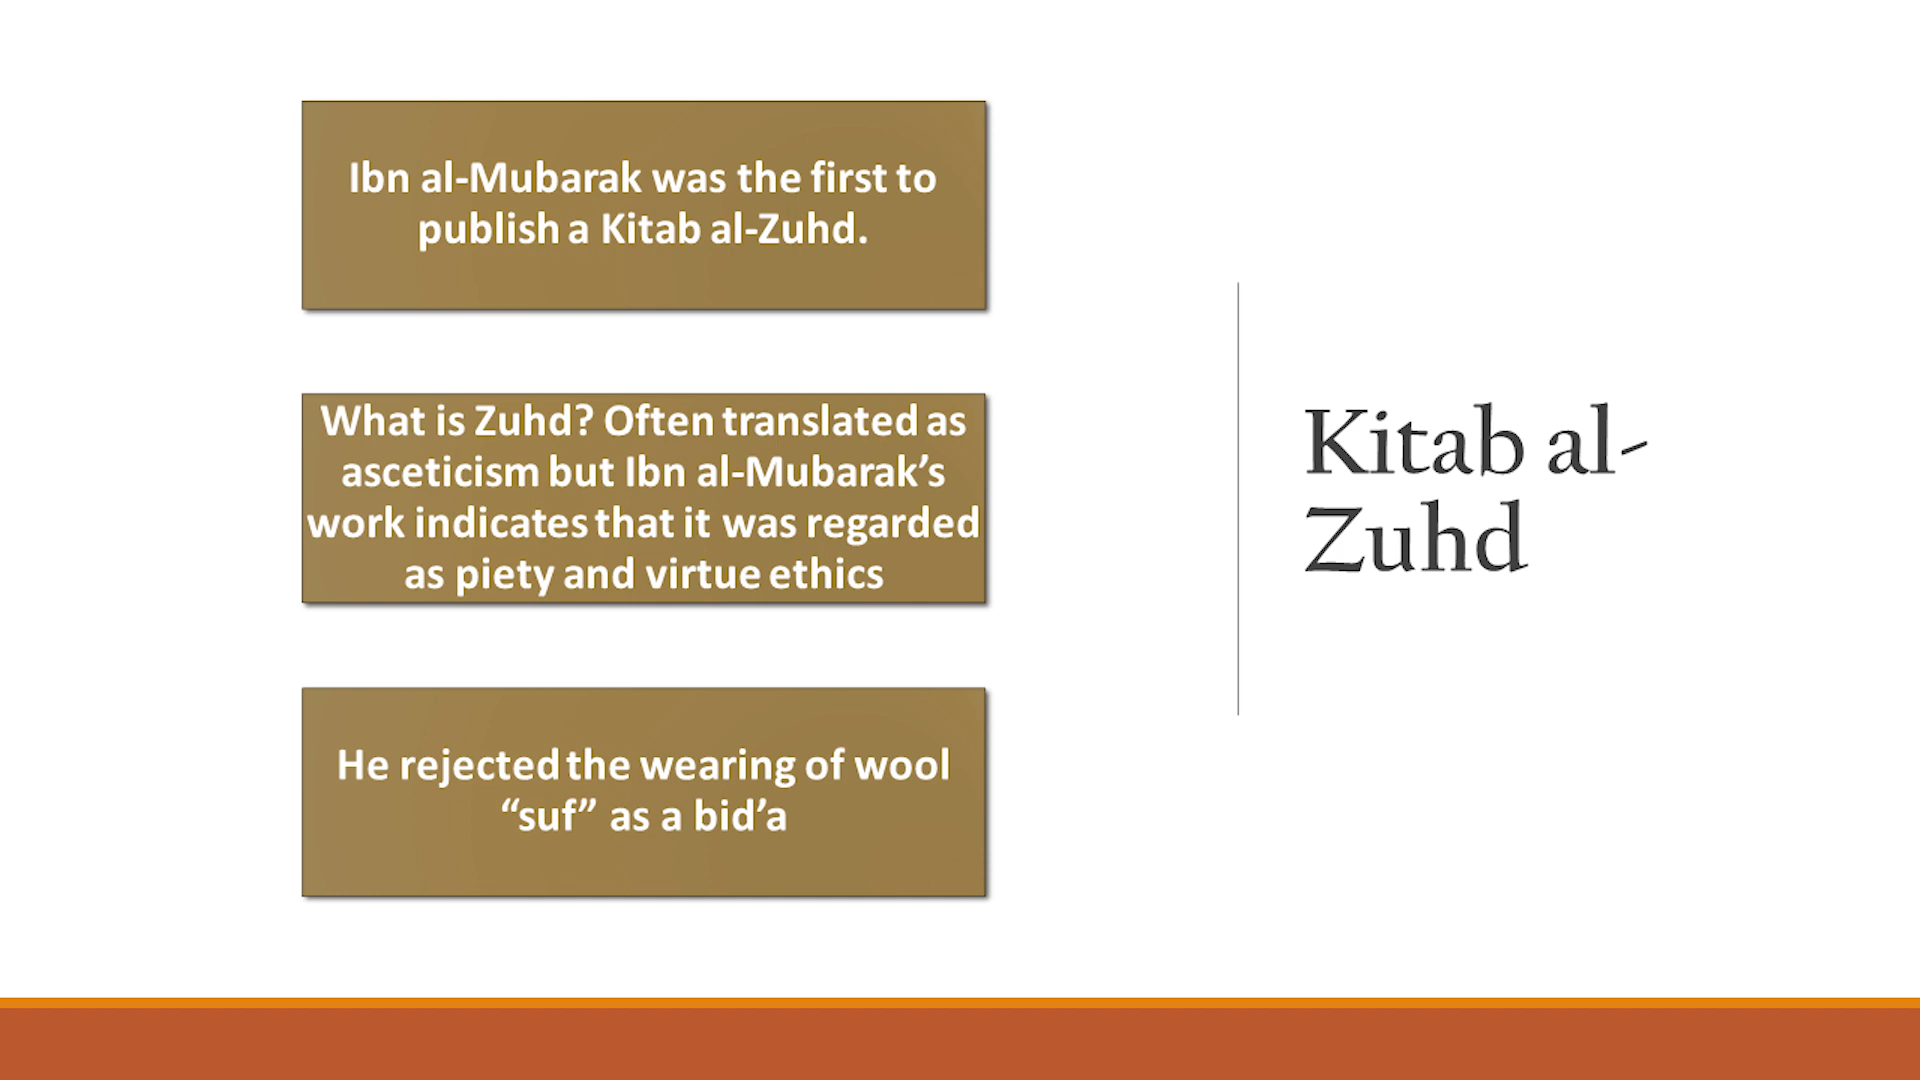 Ibn al-Mubarak was the first to
publish a Kitab al-Zuhd.
What is Zuhd? Often translated as
asceticism but Ibn al-Mubarak’s
work indicates that it was regarded
as piety and virtue ethics
He rejected the wearing of wool
“suf” as a bid’a
Kitab al-
Zuhd